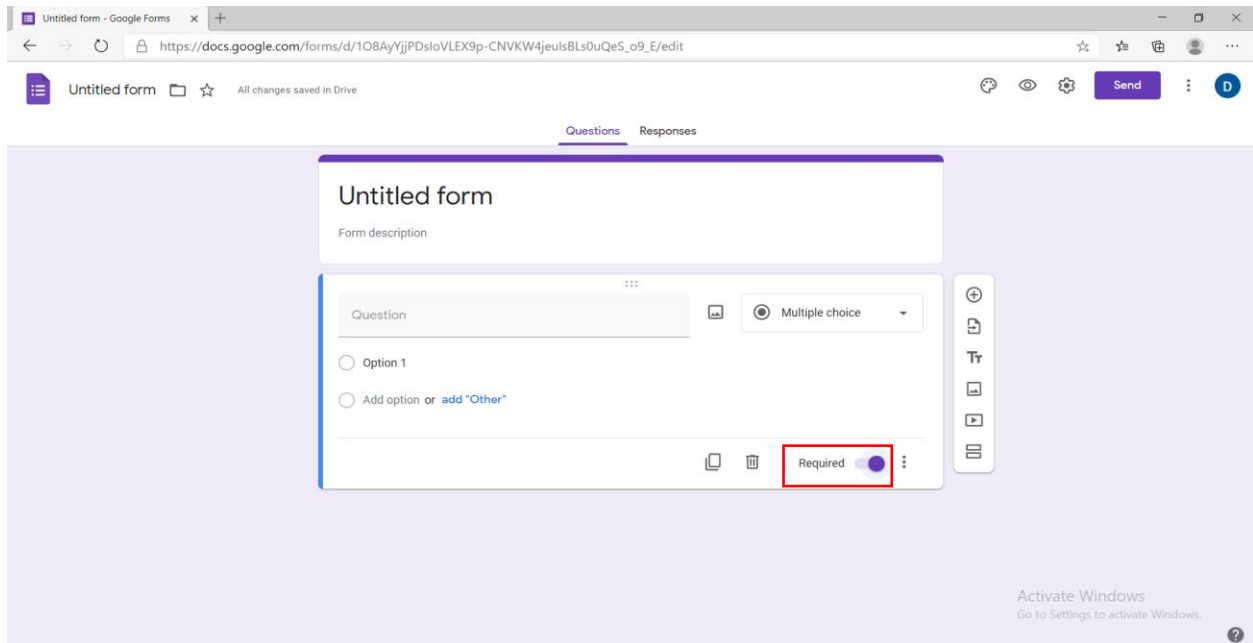 Untitled form - Google Forms
https://docs.google.com/forms/d/1O8AyYjjPDsIoVLEX9p-CNVKW4jeulsBLs0uQeS_o9_E/edit
Untitled form All changes saved in Drive Send D
Questions Responses
Untitled form
Form description
Question Multiple choice
Option 1
Add option or add "Other"
Required
Activate Windows
Go to Settings to activate Windows.